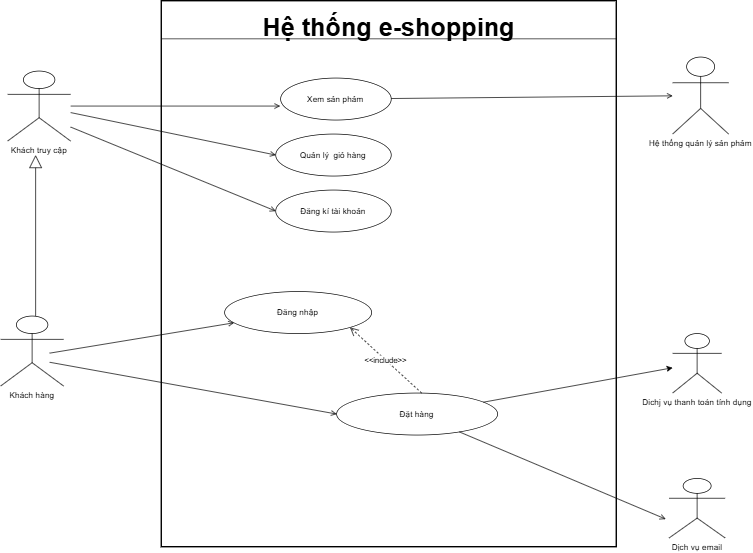 Hệ thống e-shopping
Xem sản phẩm
Khách truy cập
Hệ thống quản lý sản phẩm
Quản lý giỏ hàng
Đăng kí tài khoản
Đăng nhập
<<include>>
Khách hàng
Dichj vụ thanh toán tính dụng
Đặt hàng
Dịch vụ email